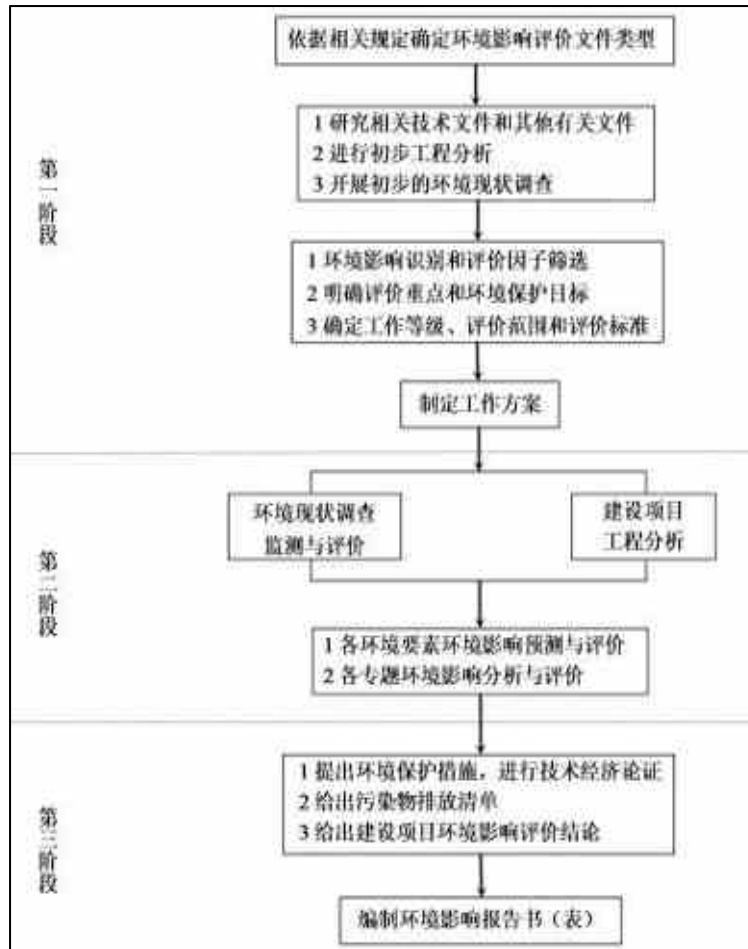 依据相关规定确定环境影响评价文件类型
第一阶段
1 研究相关技术文件和其他有关文件
2 进行初步工程分析
3 开展初步的环境现状调查
1 环境影响识别和评价因子筛选
2 明确评价重点和环境保护目标
3 确定工作等级、评价范围和评价标准
制定工作方案
第二阶段
环境现状调查
监测与评价
建设项目
工程分析
1 各环境要素环境影响预测与评价
2 各专题环境影响分析与评价
第三阶段
1 提出环境保护措施，进行技术经济论证
2 给出污染物排放清单
3 给出建设项目环境影响评价结论
编制环境影响报告书（表）